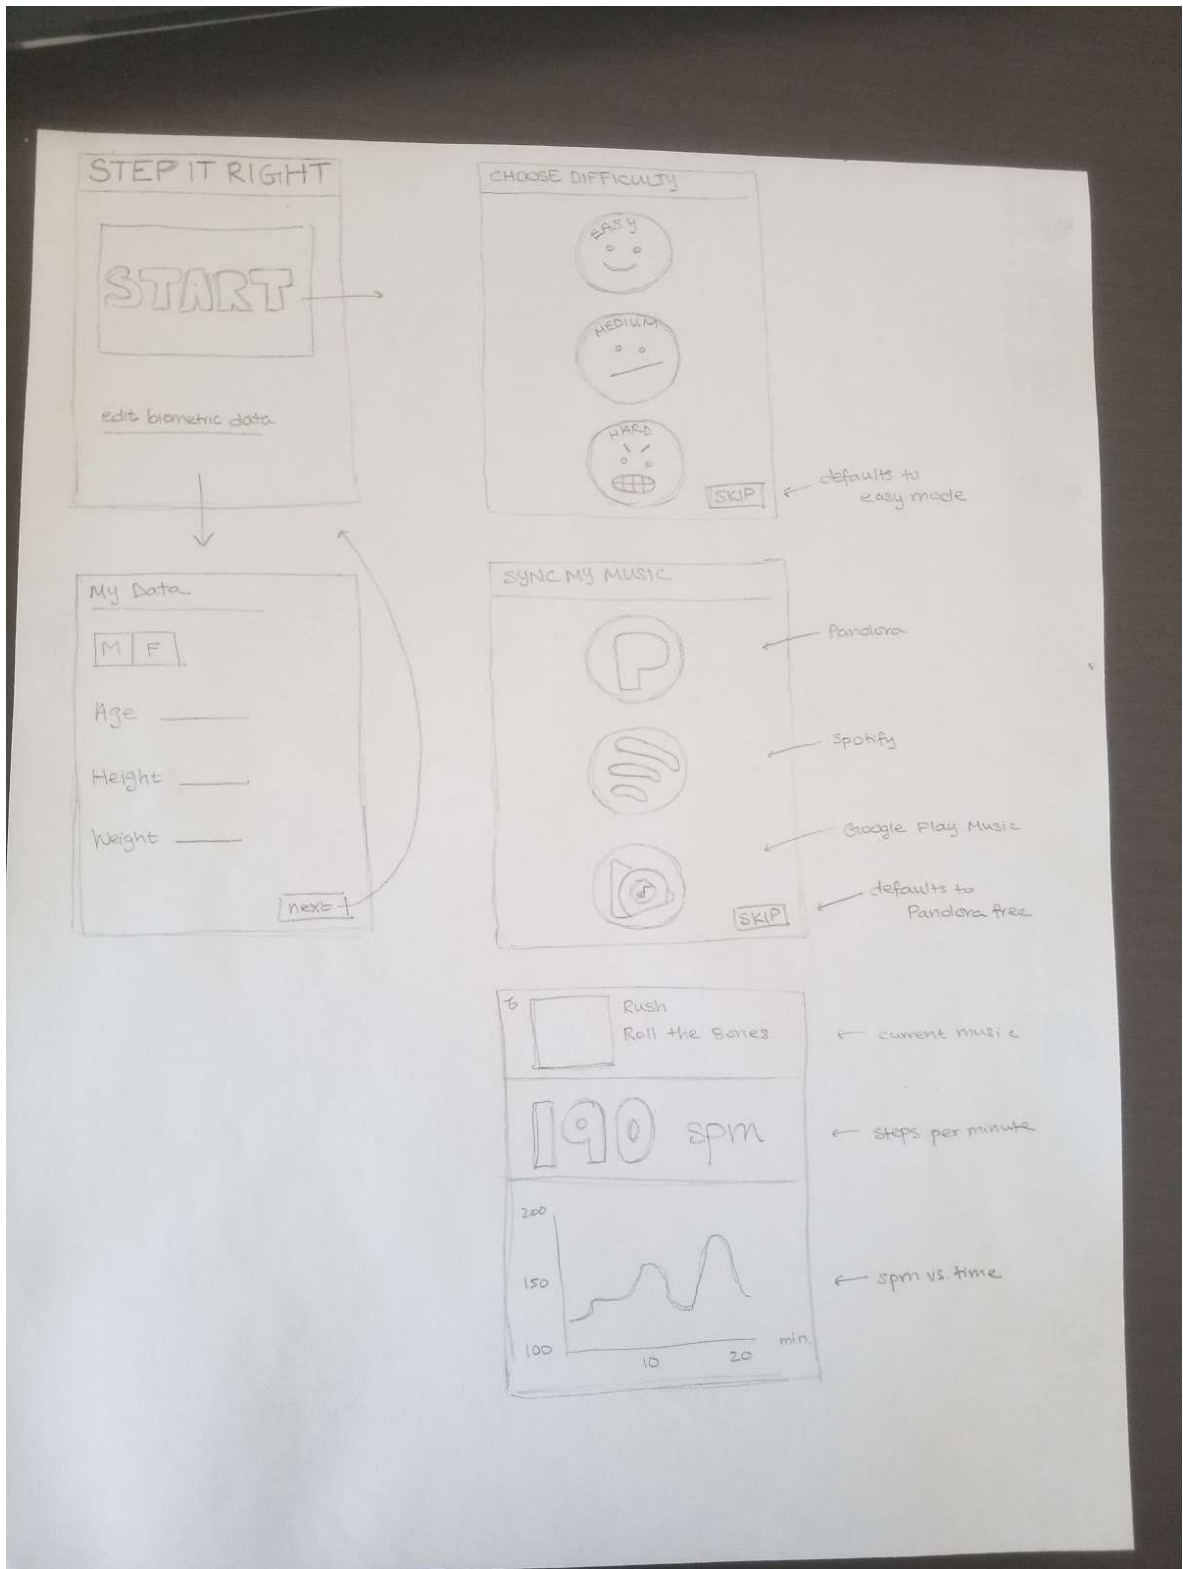 STEP IT RIGHT
START
edit biometric data
My Data
M F
Age
Height
Weight
next
CHOOSE DIFFICULTY
EASY
MEDIUM
HARD
SKIP
defaults to
easy mode
SYNC MY MUSIC
P
Pandora
Spotify
Google Play Music
SKIP
defaults to
Pandora free
Rush
Roll the Bones
current music
190 spm
steps per minute
200
150
100
10
20
min.
spm vs. time